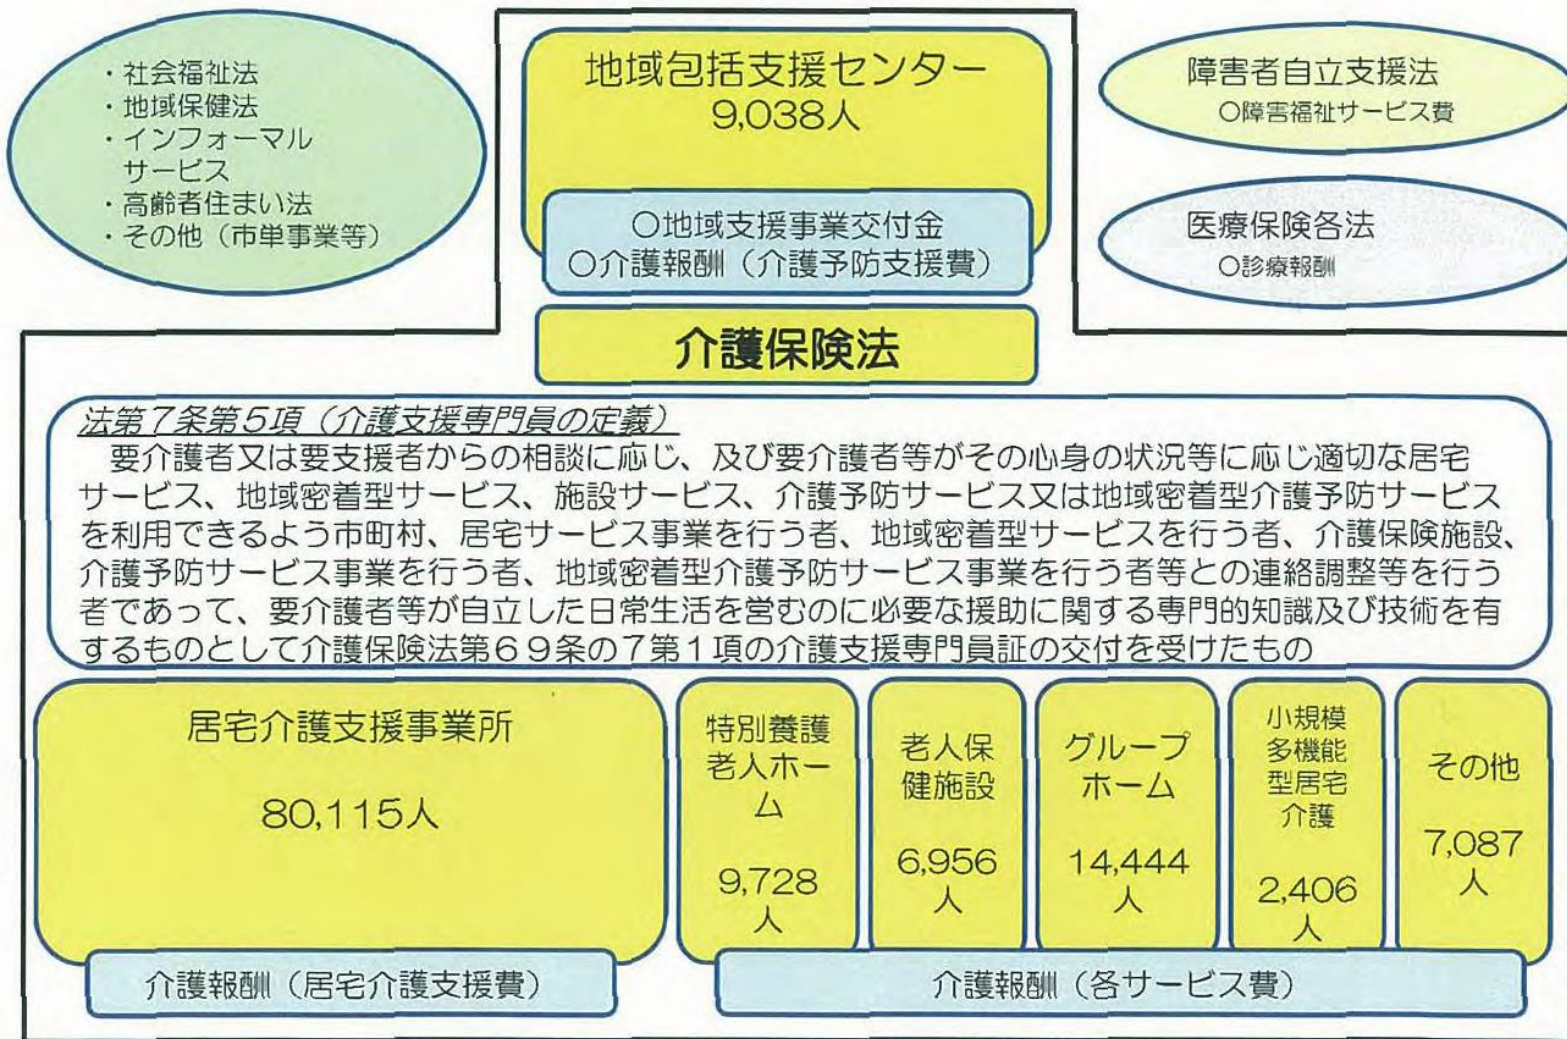 ・社会福祉法
・地域保健法
・インフォーマル
サービス
・高齢者住まい法
・その他（市単事業等）
地域包括支援センター
9,038人
○地域支援事業交付金
○介護報酬（介護予防支援費）
障害者自立支援法
○障害福祉サービス費
医療保険各法
○診療報酬
介護保険法
法第７条第５項（介護支援専門員の定義）
要介護者又は要支援者からの相談に応じ、及び要介護者等がその心身の状況等に応じ適切な居宅
サービス、地域密着型サービス、施設サービス、介護予防サービス又は地域密着型介護予防サービス
を利用できるよう市町村、居宅サービス事業を行う者、地域密着型サービスを行う者、介護保険施設、
介護予防サービス事業を行う者、地域密着型介護予防サービス事業を行う者等との連絡調整等を行う
者であって、要介護者等が自立した日常生活を営むのに必要な援助に関する専門的知識及び技術を有
するものとして介護保険法第６９条の７第１項の介護支援専門員証の交付を受けたもの
居宅介護支援事業所
80,115人
介護報酬（居宅介護支援費）
特別養護
老人ホー
ム
9,728
人
老人保
健施設
6,956
人
グループ
ホーム
14,444
人
小規模
多機能
型居宅
介護
2,406
人
その他
7,087
人
介護報酬（各サービス費）